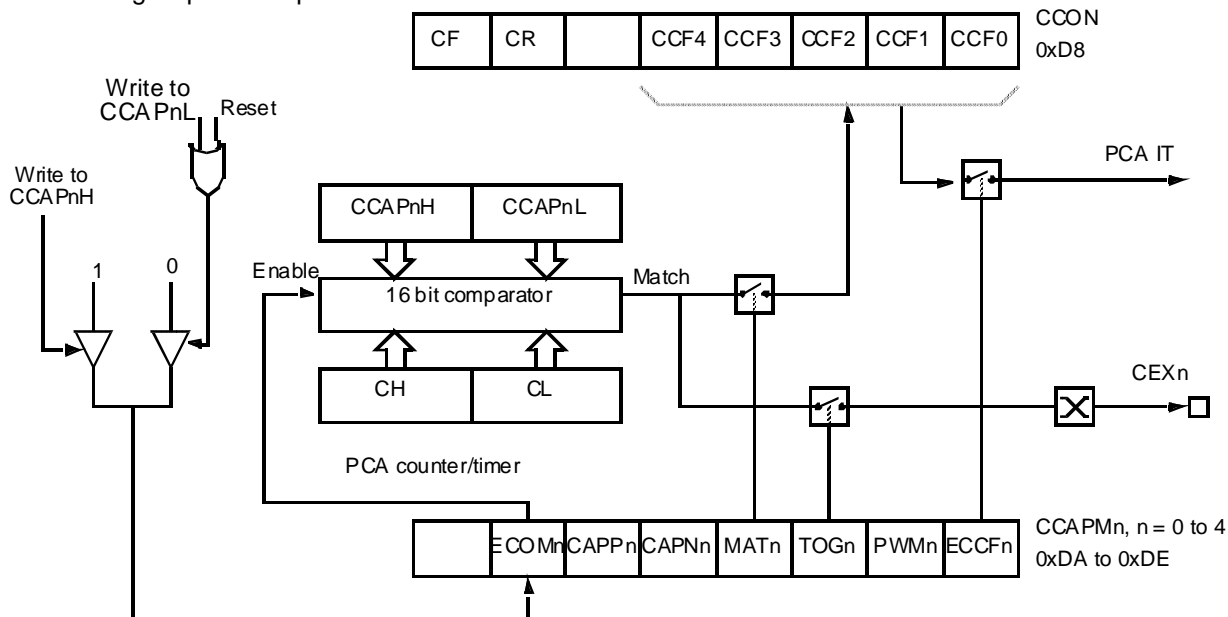 CCON
CF CR CCF4 CCF3 CCF2 CCF1 CCF0
0xD8
Write to
CCAPnL Reset
PCA IT
Write to
CCAPnH
CCAPnH CCAPnL
Enable
Match
1 0
16 bit comparator
CH CL
CEXn
PCA counter/timer
ECOMn CAPPn CAPNn MATn TOGn PWMn ECCFn
CCAPMn, n = 0 to 4
0xDA to 0xDE